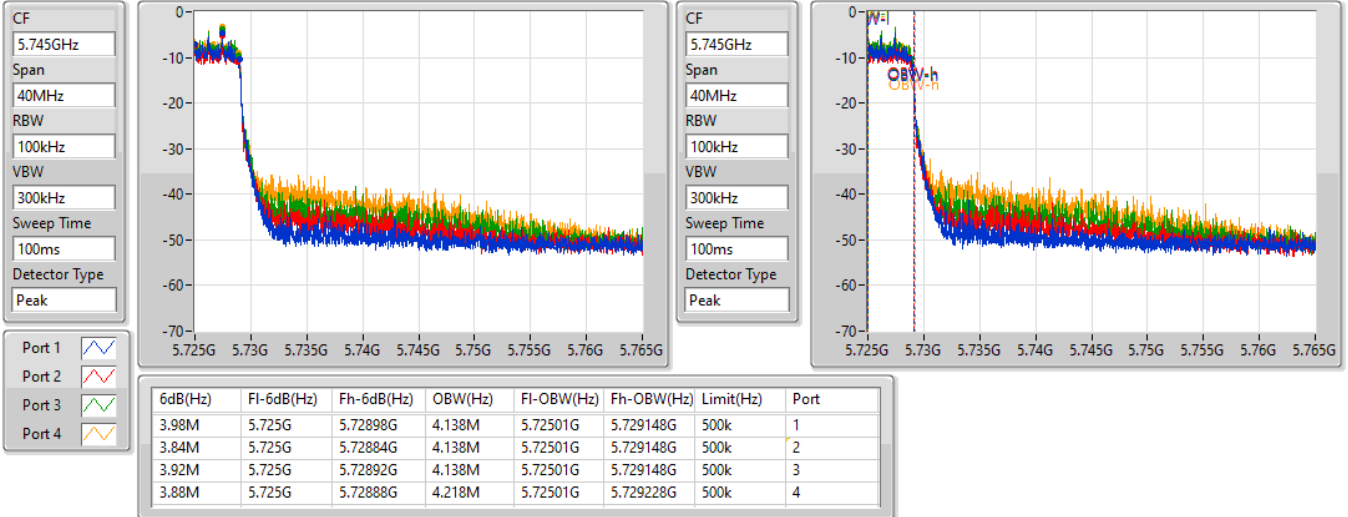 CF
5.745GHz
Span
40MHz
RBW
100kHz
VBW
300kHz
Sweep Time
100ms
Detector Type
Peak
0-
-10-
-20-
-30-
-40-
-50-
-60-
-70-
5.725G 5.73G 5.735G 5.74G 5.745G 5.75G 5.755G 5.76G 5.765G
CF
5.745GHz
Span
40MHz
RBW
100kHz
VBW
300kHz
Sweep Time
100ms
Detector Type
Peak
0-
-10-
-20-
-30-
-40-
-50-
-60-
-70-
W-l
OBW-h
OBW-h
5.725G 5.73G 5.735G 5.74G 5.745G 5.75G 5.755G 5.76G 5.765G
Port 1
Port 2
Port 3
Port 4
6dB(Hz) Fl-6dB(Hz) Fh-6dB(Hz) OBW(Hz) Fl-OBW(Hz) Fh-OBW(Hz) Limit(Hz) Port
3.98M 5.725G 5.72898G 4.138M 5.72501G 5.729148G 500k 1
3.84M 5.725G 5.72884G 4.138M 5.72501G 5.729148G 500k 2
3.92M 5.725G 5.72892G 4.138M 5.72501G 5.729148G 500k 3
3.88M 5.725G 5.72888G 4.218M 5.72501G 5.729228G 500k 4